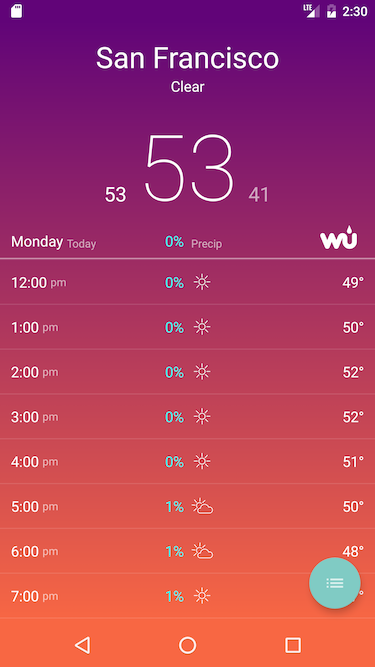 LTE 2:30
San Francisco
Clear
53 53 41
Monday Today 0% Precip wu
12:00 pm 0% 49°
1:00 pm 0% 50°
2:00 pm 0% 52°
3:00 pm 0% 52°
4:00 pm 0% 51°
5:00 pm 1% 50°
6:00 pm 1% 48°
7:00 pm 1%